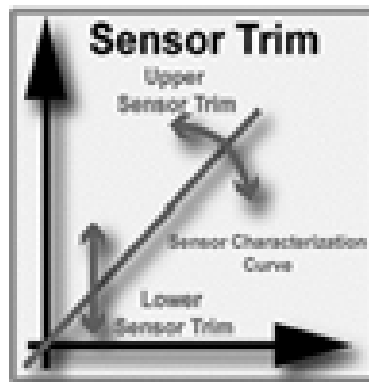 Sensor Trim
Upper
Sensor Trim
Sensor Characterization
Curve
Lower
Sensor Trim